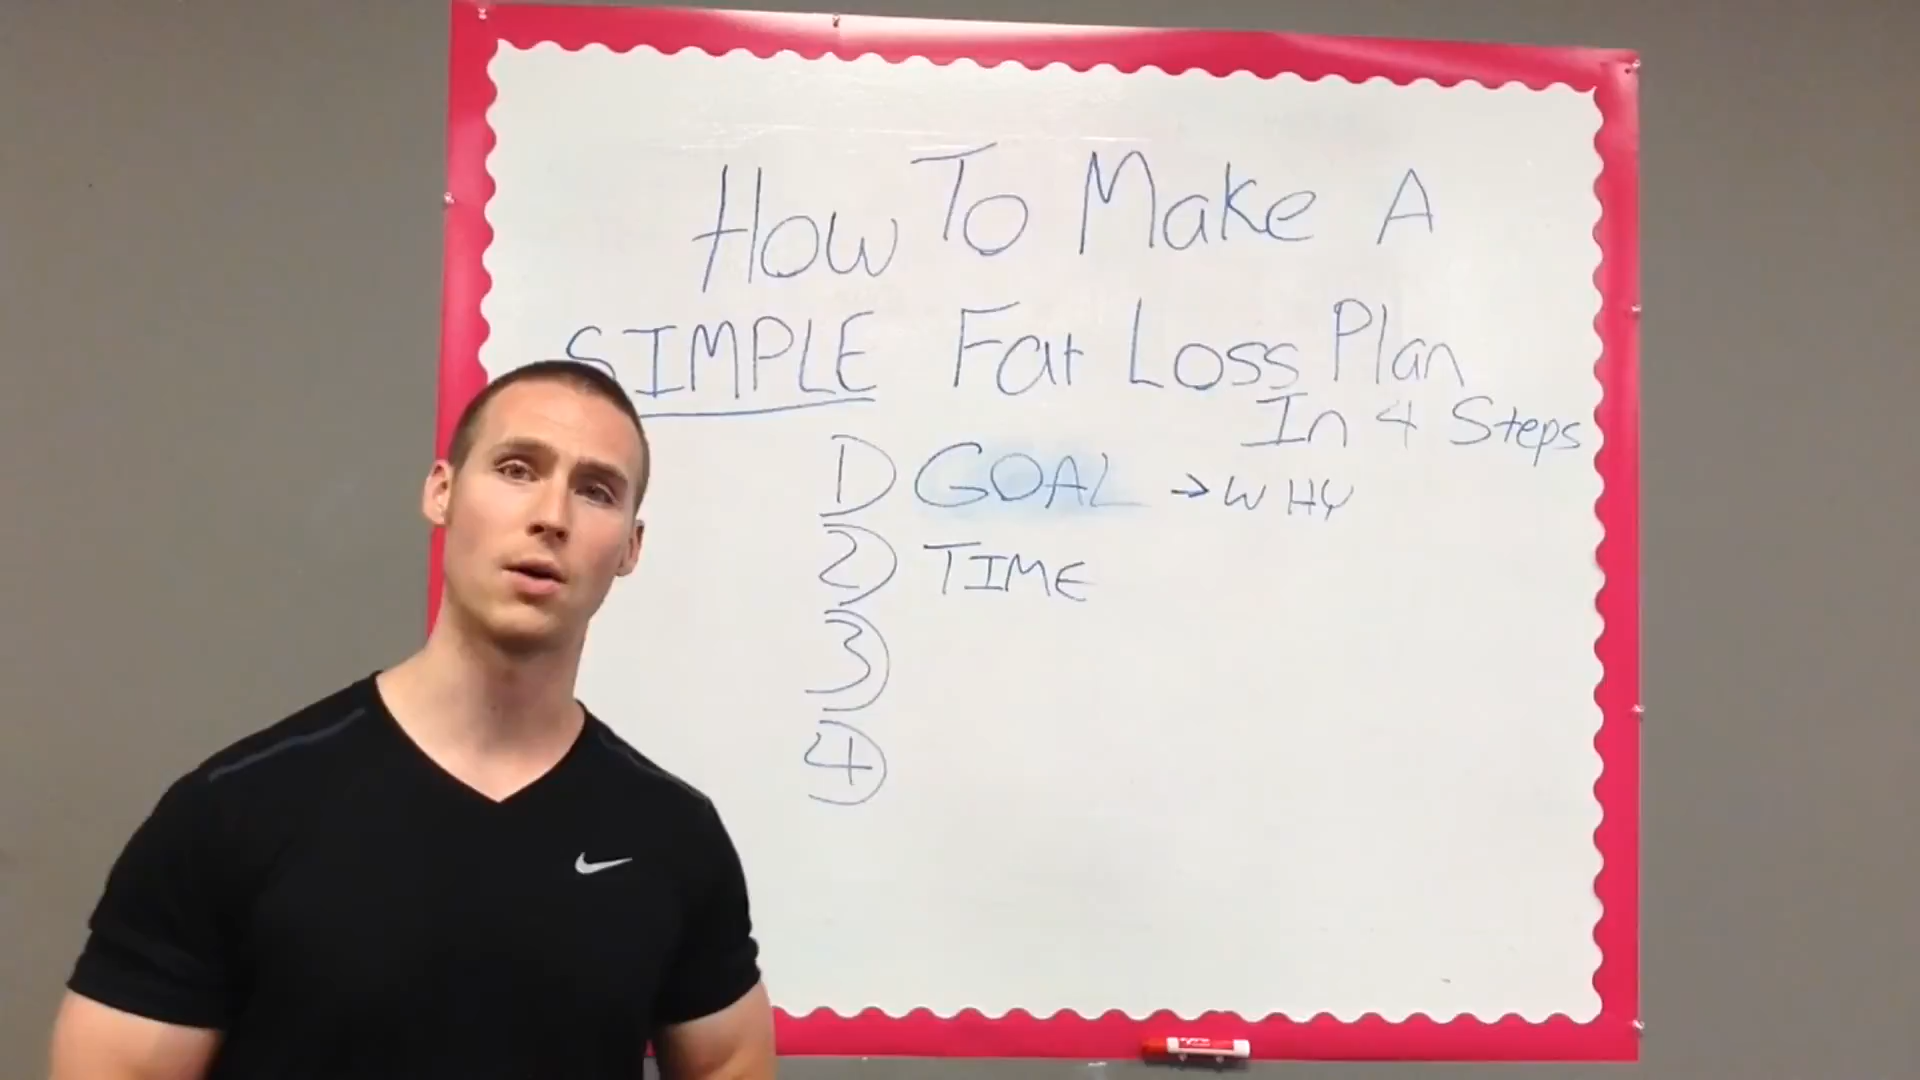 How To Make A
SIMPLE Fat Loss Plan
In 4 Steps
1) GOAL → WHY
2) TIME
3)
4)